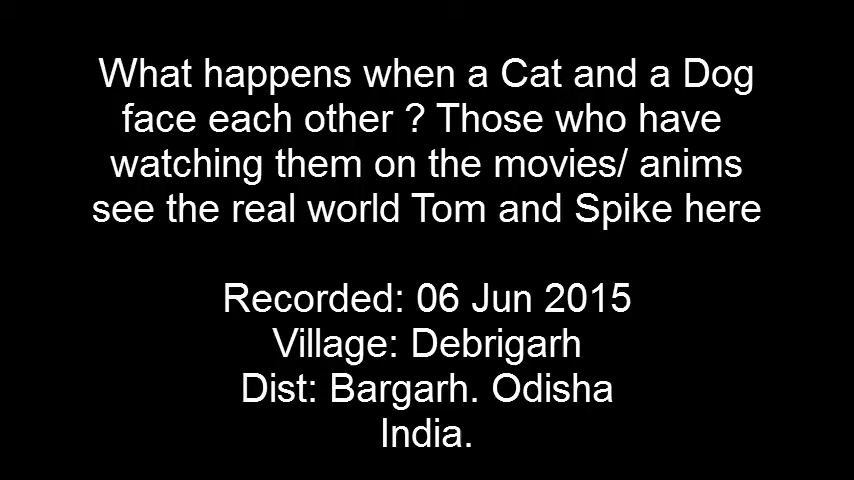 What happens when a Cat and a Dog
face each other ? Those who have
watching them on the movies/ anims
see the real world Tom and Spike here
Recorded: 06 Jun 2015
Village: Debrigarh
Dist: Bargarh. Odisha
India.